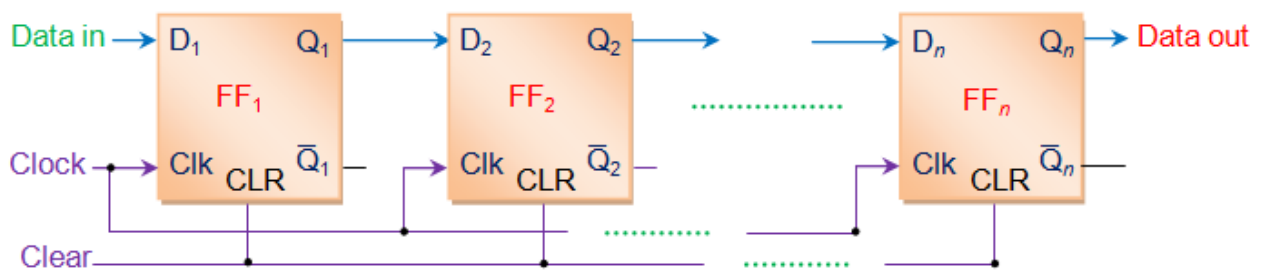 Data in D₁ Q₁ D₂ Q₂ Dₙ Qₙ Data out
FF₁ FF₂ FFₙ
Clock Clk Q̅₁ Clk Q̅₂ Clk Q̅ₙ
CLR CLR CLR
Clear